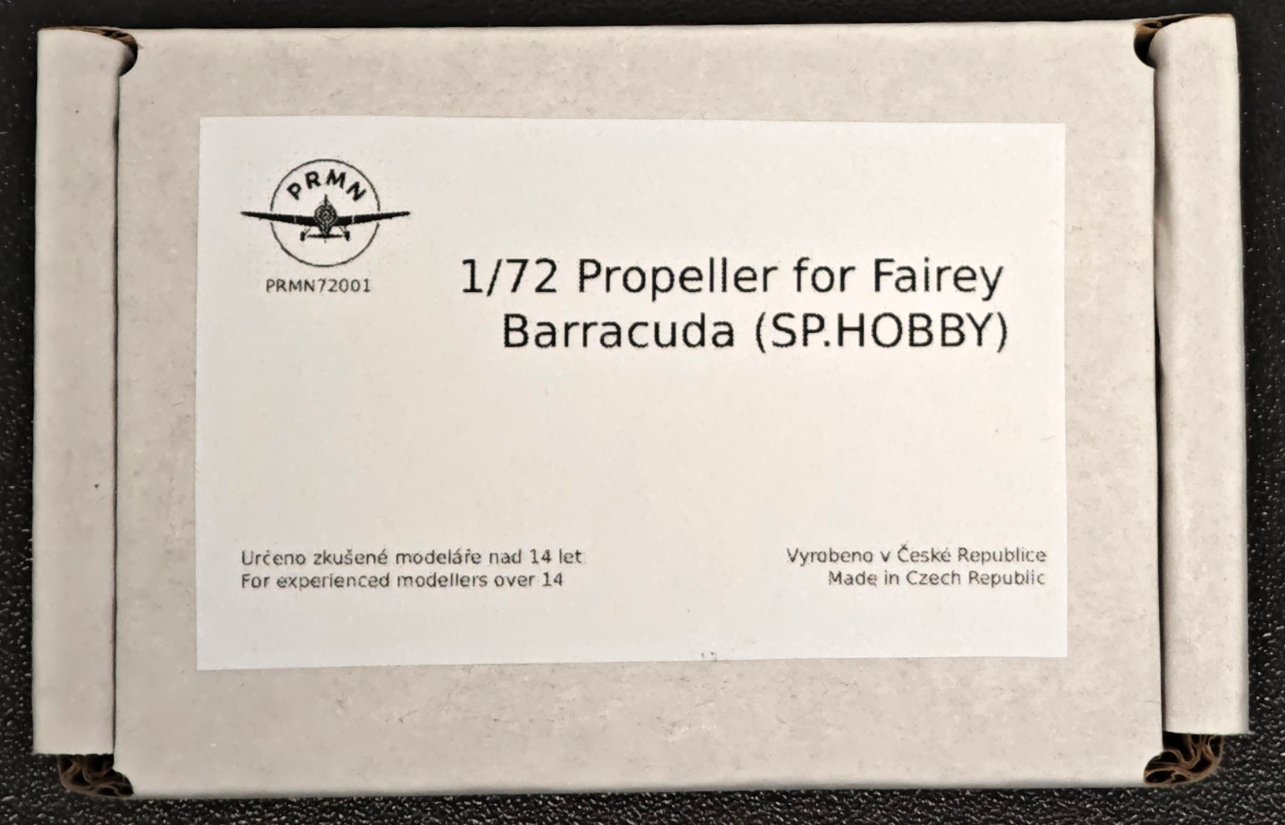 PRMN
PRMN72001
1/72 Propeller for Fairey
Barracuda (SP.HOBBY)
Určeno zkušené modeláře nad 14 let
For experienced modellers over 14
Vyrobeno v České Republice
Made in Czech Republic